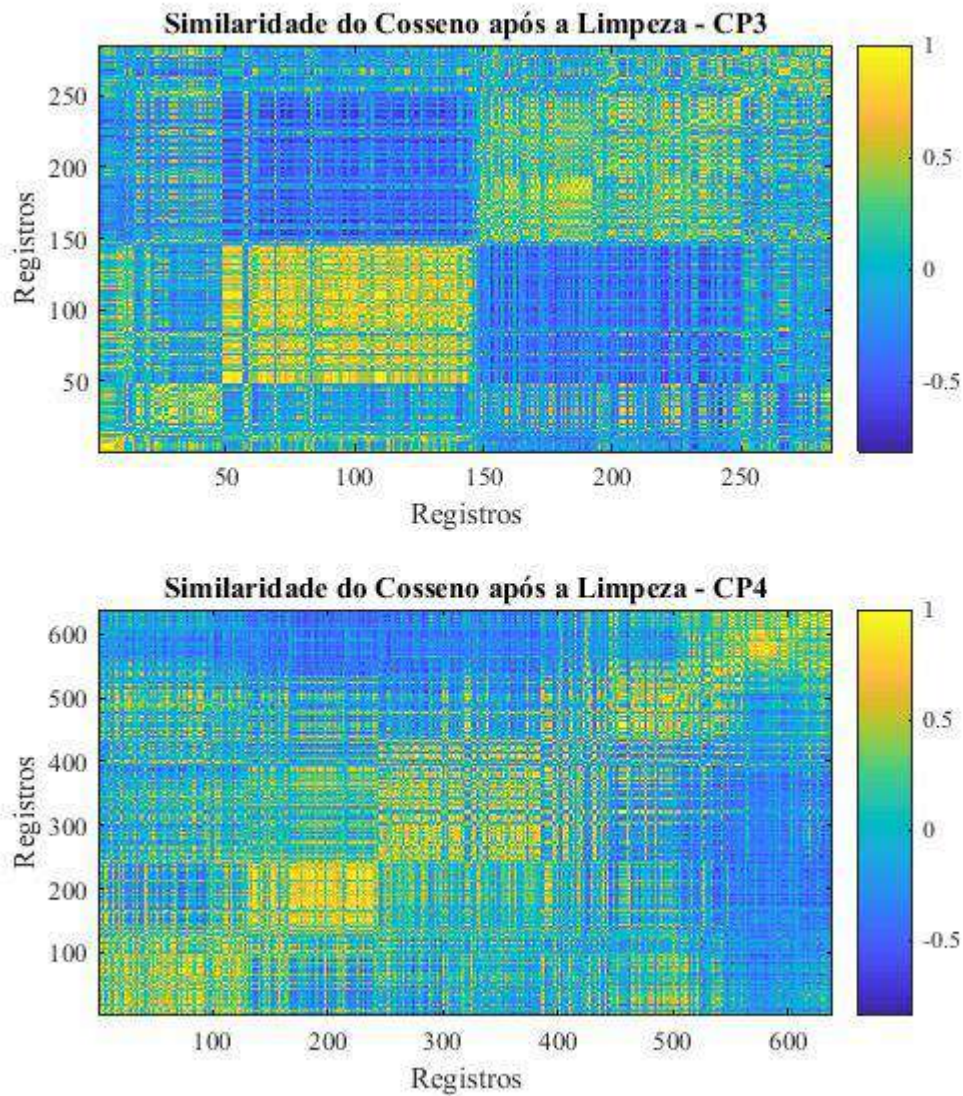 Similaridade do Cosseno após a Limpeza - CP3
1
250
0.5
200
Registros
150
0
100
-0.5
50
50 100 150 200 250
Registros
Similaridade do Cosseno após a Limpeza - CP4
1
600
500
0.5
400
Registros
300
0
200
-0.5
100
100 200 300 400 500 600
Registros